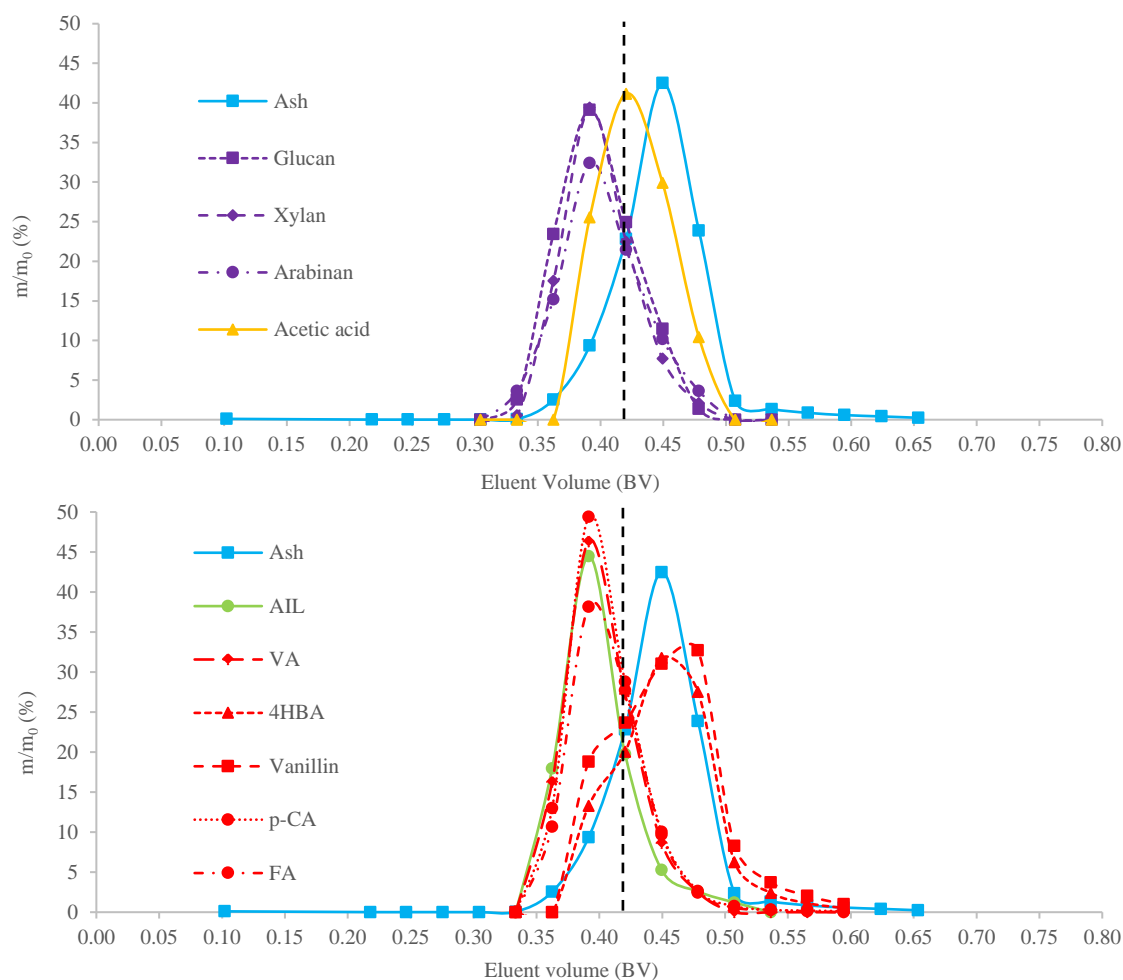 50
45
40
35
30
25
20
15
10
5
0
m/m0 (%)
Ash
Glucan
Xylan
Arabinan
Acetic acid
0.00 0.05 0.10 0.15 0.20 0.25 0.30 0.35 0.40 0.45 0.50 0.55 0.60 0.65 0.70 0.75 0.80
Eluent Volume (BV)
50
45
40
35
30
25
20
15
10
5
0
m/m0 (%)
Ash
AIL
VA
4HBA
Vanillin
p-CA
FA
0.00 0.05 0.10 0.15 0.20 0.25 0.30 0.35 0.40 0.45 0.50 0.55 0.60 0.65 0.70 0.75 0.80
Eluent volume (BV)